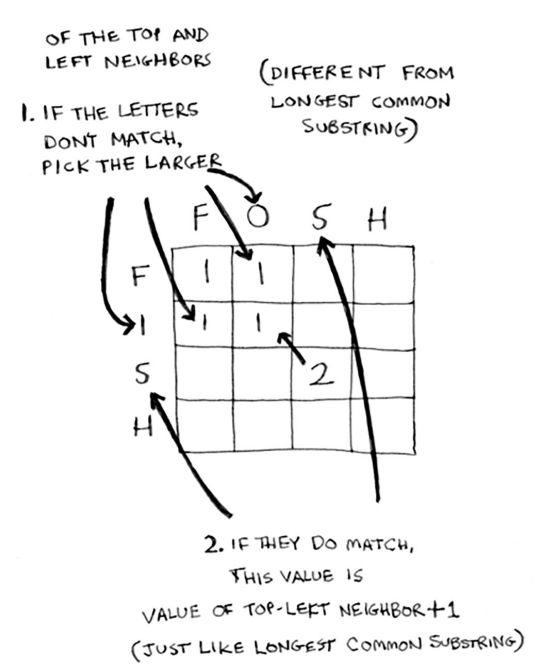 OF THE TOP AND
LEFT NEIGHBORS
(DIFFERENT FROM
LONGEST COMMON
SUBSTRING)
1. IF THE LETTERS
DON'T MATCH,
PICK THE LARGER
F O S H
F 1 1
I 1 1
S 2
H
2. IF THEY DO MATCH,
THIS VALUE IS
VALUE OF TOP-LEFT NEIGHBOR+1
(JUST LIKE LONGEST COMMON SUBSTRING)